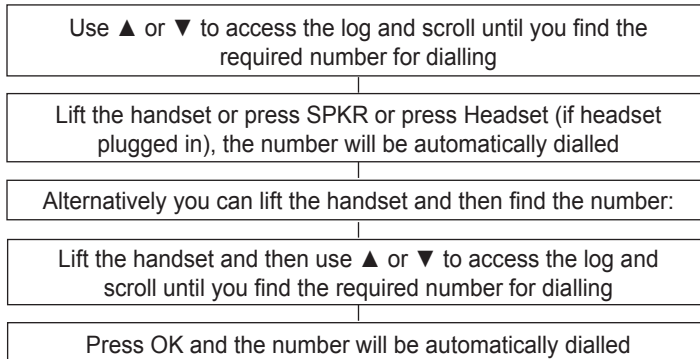 Use ▲ or ▼ to access the log and scroll until you find the
required number for dialling
Lift the handset or press SPKR or press Headset (if headset
plugged in), the number will be automatically dialled
Alternatively you can lift the handset and then find the number:
Lift the handset and then use ▲ or ▼ to access the log and
scroll until you find the required number for dialling
Press OK and the number will be automatically dialled